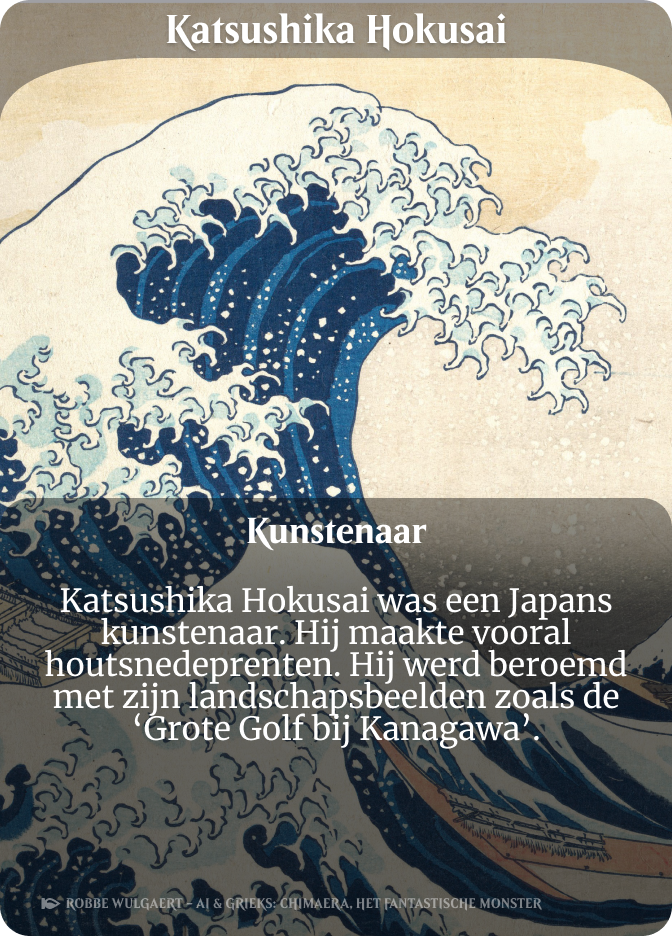 Katsushika Hokusai
Kunstenaar
Katsushika Hokusai was een Japans
kunstenaar. Hij maakte vooral
houtsnedeprenten. Hij werd beroemd
met zijn landschapsbeelden zoals de
‘Grote Golf bij Kanagawa’.
ROBBE WULGAERT – AI & GRIEKS: CHIMAERA, HET FANTASTISCHE MONSTER